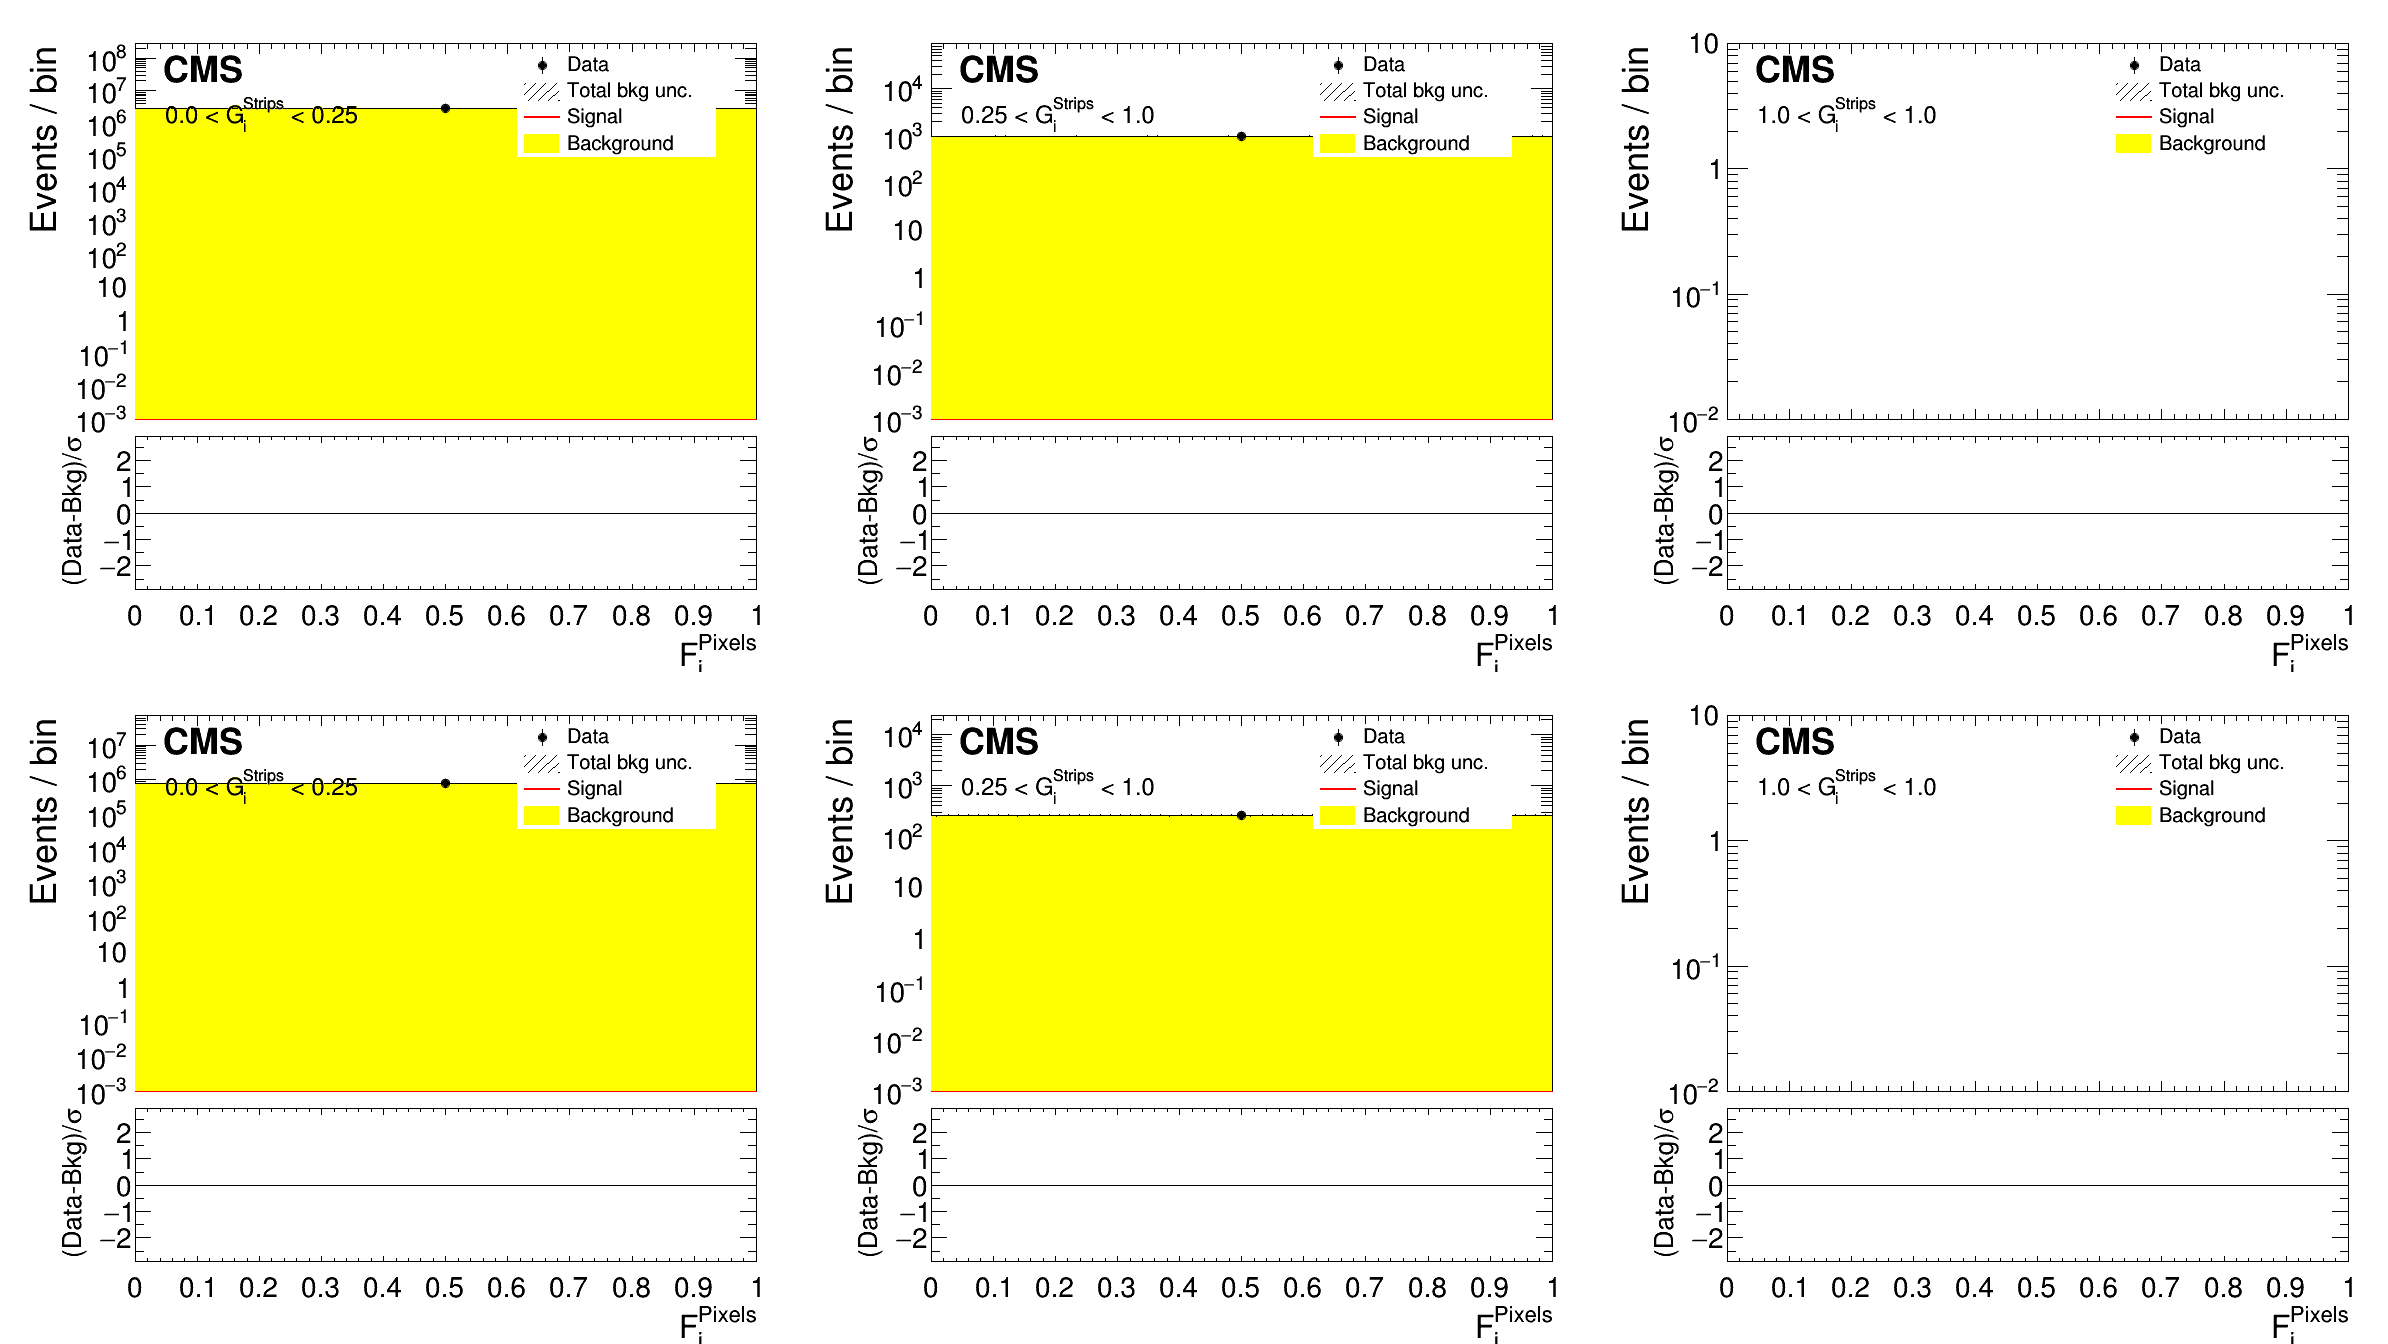 Events / bin
10^8
10^7
10^6
10^5
10^4
10^3
10^2
10
1
10^−1
10^−2
10^−3
CMS
0.0 < G_i^Strips < 0.25
Data
Total bkg unc.
Signal
Background
(Data-Bkg)/σ
2
1
0
−1
−2
0 0.1 0.2 0.3 0.4 0.5 0.6 0.7 0.8 0.9 1
F_i^Pixels
Events / bin
10^4
10^3
10^2
10
1
10^−1
10^−2
10^−3
CMS
0.25 < G_i^Strips < 1.0
Data
Total bkg unc.
Signal
Background
(Data-Bkg)/σ
2
1
0
−1
−2
0 0.1 0.2 0.3 0.4 0.5 0.6 0.7 0.8 0.9 1
F_i^Pixels
Events / bin
10
1
10^−1
10^−2
CMS
1.0 < G_i^Strips < 1.0
Data
Total bkg unc.
Signal
Background
(Data-Bkg)/σ
2
1
0
−1
−2
0 0.1 0.2 0.3 0.4 0.5 0.6 0.7 0.8 0.9 1
F_i^Pixels
Events / bin
10^7
10^6
10^5
10^4
10^3
10^2
10
1
10^−1
10^−2
10^−3
CMS
0.0 < G_i^Strips < 0.25
Data
Total bkg unc.
Signal
Background
(Data-Bkg)/σ
2
1
0
−1
−2
0 0.1 0.2 0.3 0.4 0.5 0.6 0.7 0.8 0.9 1
F_i^Pixels
Events / bin
10^4
10^3
10^2
10
1
10^−1
10^−2
10^−3
CMS
0.25 < G_i^Strips < 1.0
Data
Total bkg unc.
Signal
Background
(Data-Bkg)/σ
2
1
0
−1
−2
0 0.1 0.2 0.3 0.4 0.5 0.6 0.7 0.8 0.9 1
F_i^Pixels
Events / bin
10
1
10^−1
10^−2
CMS
1.0 < G_i^Strips < 1.0
Data
Total bkg unc.
Signal
Background
(Data-Bkg)/σ
2
1
0
−1
−2
0 0.1 0.2 0.3 0.4 0.5 0.6 0.7 0.8 0.9 1
F_i^Pixels